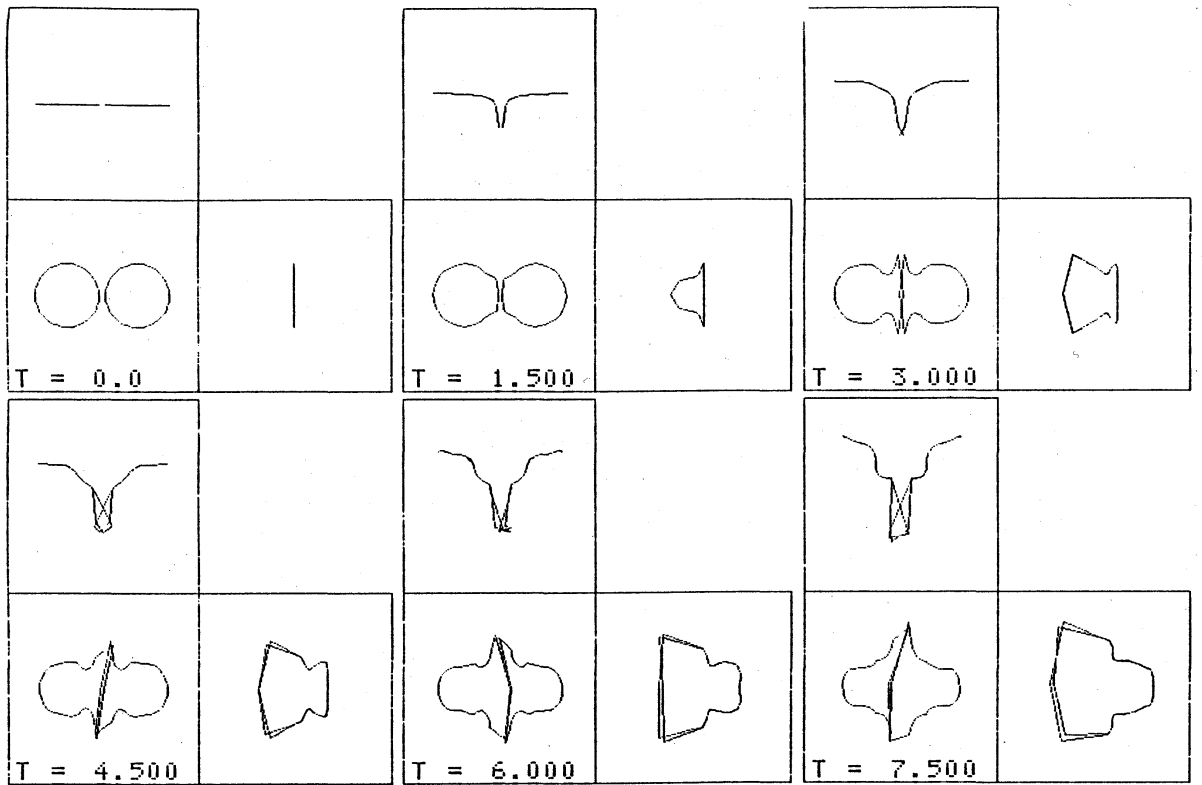 T = 0.0
T = 1.500
T = 3.000
T = 4.500
T = 6.000
T = 7.500